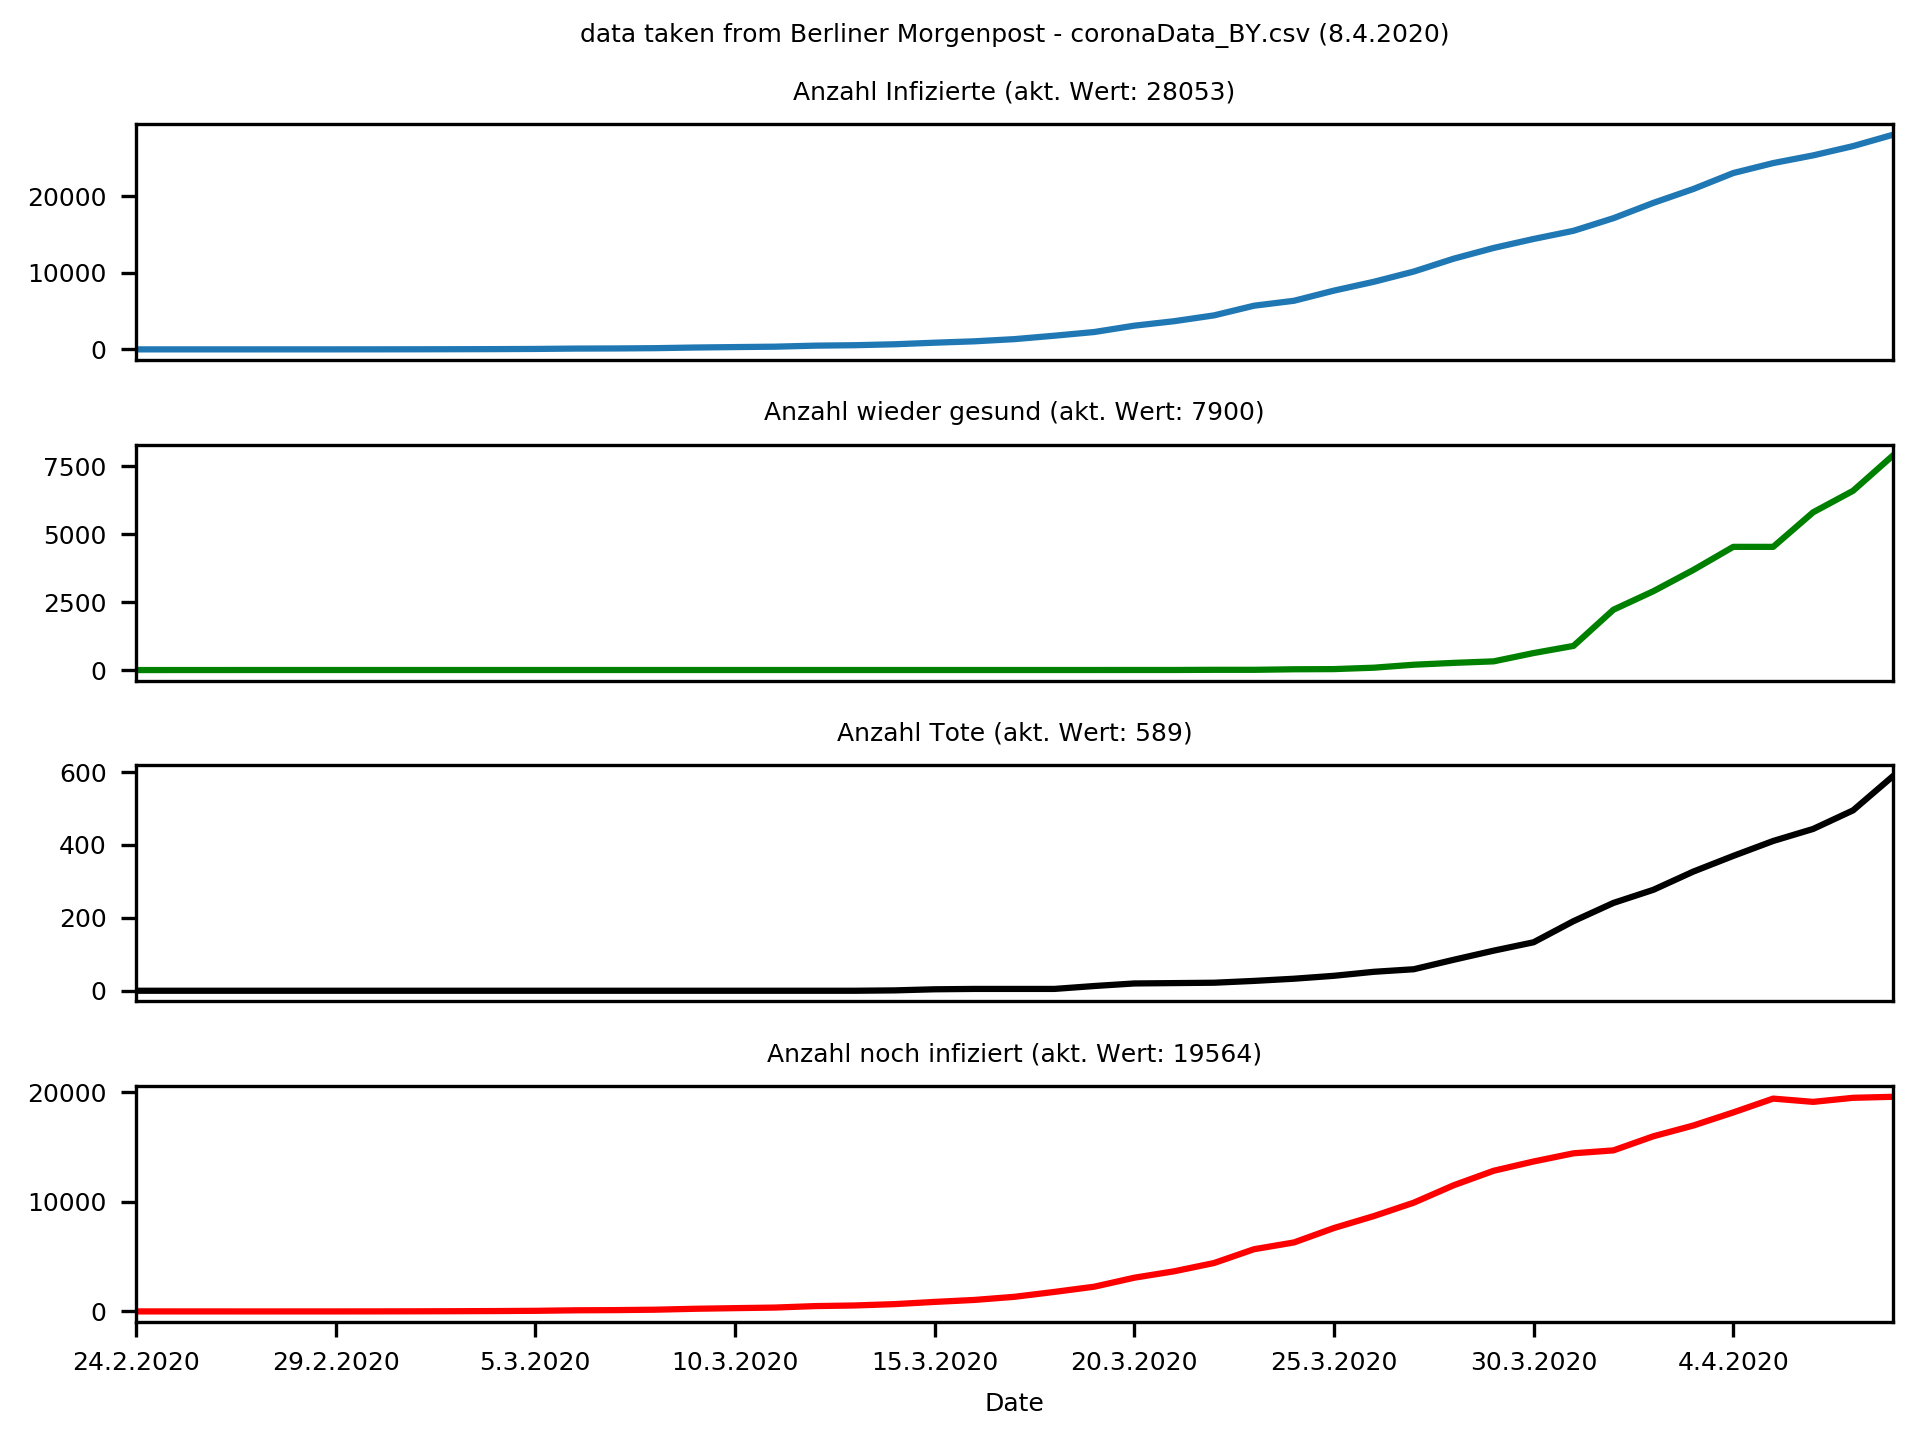 data taken from Berliner Morgenpost - coronaData_BY.csv (8.4.2020)
Anzahl Infizierte (akt. Wert: 28053)
20000
10000
0
Anzahl wieder gesund (akt. Wert: 7900)
7500
5000
2500
0
Anzahl Tote (akt. Wert: 589)
600
400
200
0
Anzahl noch infiziert (akt. Wert: 19564)
20000
10000
0
24.2.2020 29.2.2020 5.3.2020 10.3.2020 15.3.2020 20.3.2020 25.3.2020 30.3.2020 4.4.2020
Date